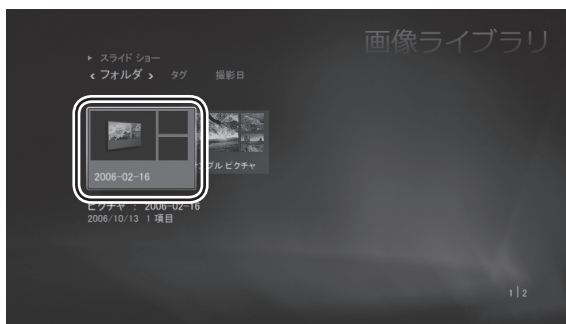 画像ライブラリ
▶ スライド ショー
‹ フォルダ › タグ 撮影日
2006-02-16
ンプル ピクチャ
ピクチャ : 2006-02-16
2006/10/13 1 項目
1 | 2